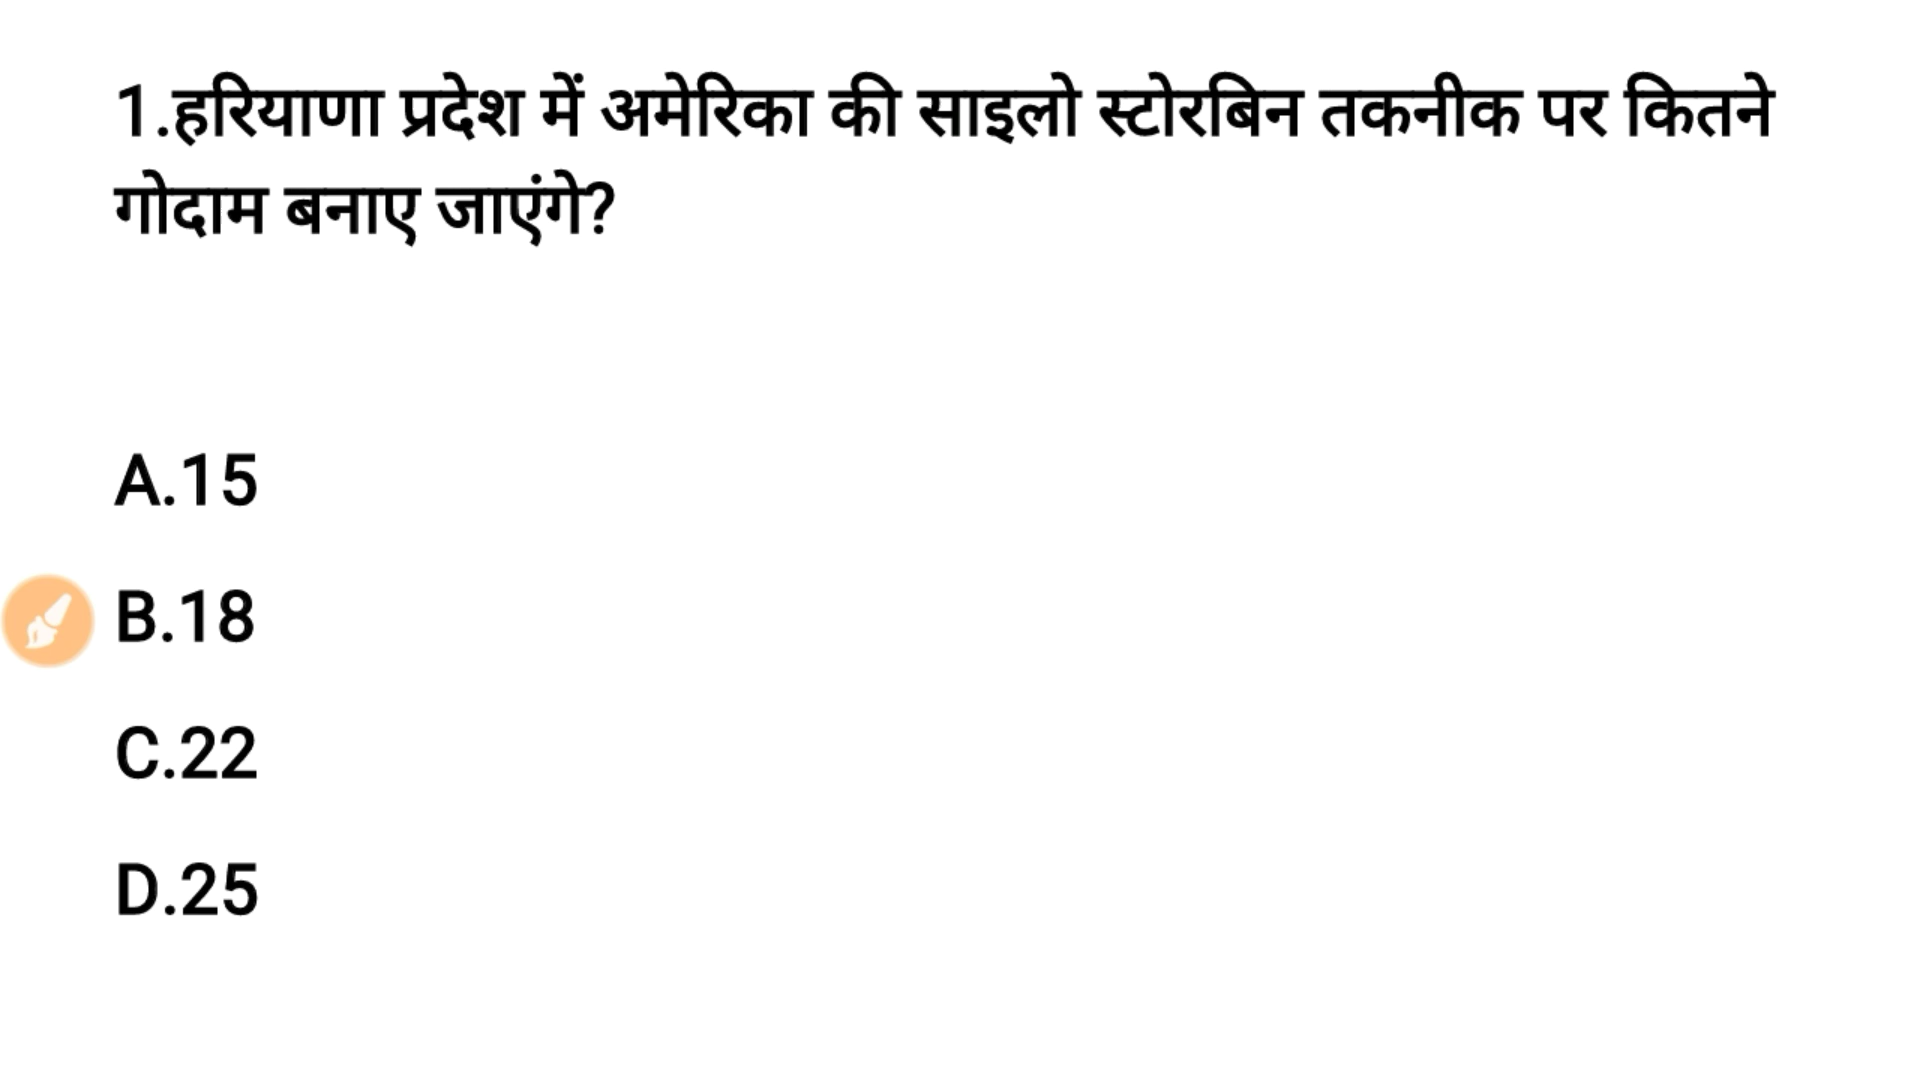 1.हरियाणा प्रदेश में अमेरिका की साइलो स्टोरबिन तकनीक पर कितने
गोदाम बनाए जाएंगे?
A.15
B.18
C.22
D.25